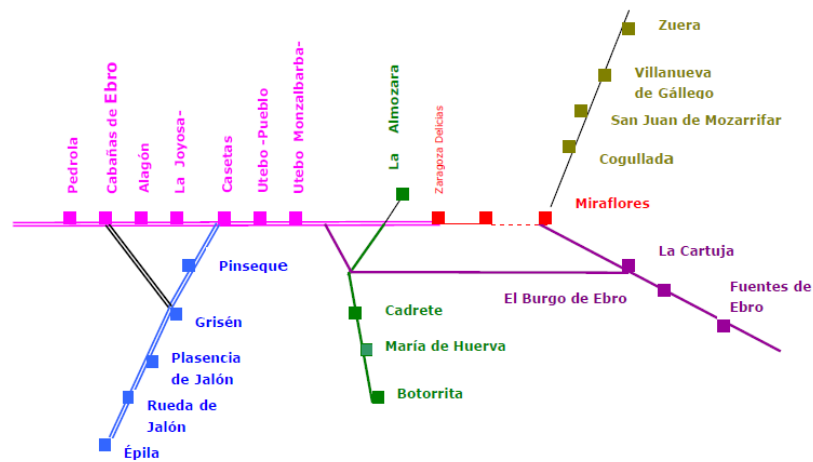 Zuera
Villanueva
de Gállego
San Juan de Mozarrifar
Cogullada
Pedrola
Cabañas de Ebro
Alagón
La Joyosa-
Casetas
Utebo -Pueblo
Utebo Monzalbarba-
La Almozara
Zaragoza Delicias
Miraflores
La Cartuja
Pinseque
El Burgo de Ebro
Fuentes de
Ebro
Grisén
Cadrete
María de Huerva
Plasencia
de Jalón
Botorrita
Rueda de
Jalón
Épila